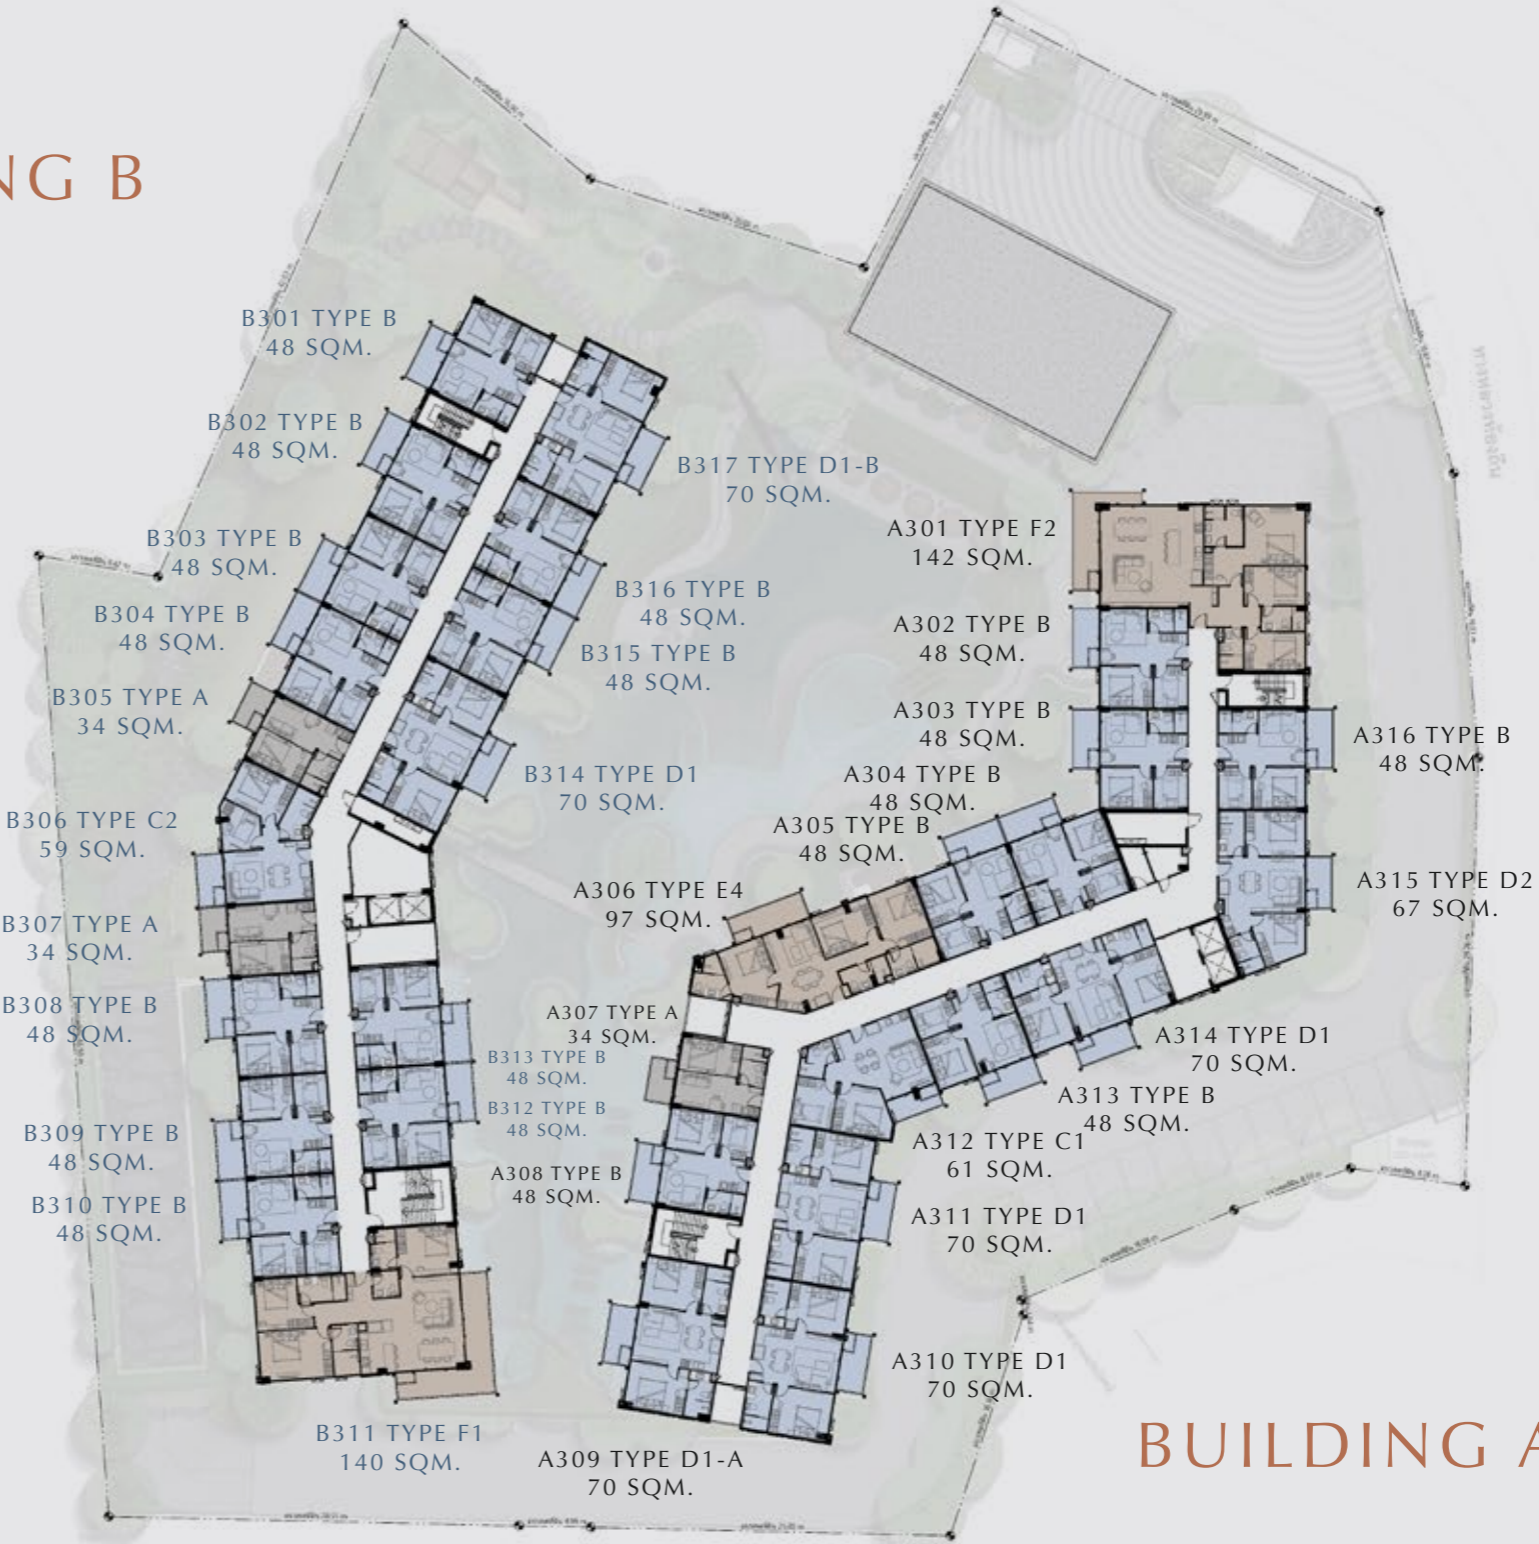 NG B
B301 TYPE B
48 SQM.
B302 TYPE B
48 SQM.
B303 TYPE B
48 SQM.
B304 TYPE B
48 SQM.
B305 TYPE A
34 SQM.
B306 TYPE C2
59 SQM.
B307 TYPE A
34 SQM.
B308 TYPE B
48 SQM.
B309 TYPE B
48 SQM.
B310 TYPE B
48 SQM.
B311 TYPE F1
140 SQM.
B317 TYPE D1-B
70 SQM.
B316 TYPE B
48 SQM.
B315 TYPE B
48 SQM.
B314 TYPE D1
70 SQM.
B313 TYPE B
48 SQM.
B312 TYPE B
48 SQM.
A301 TYPE F2
142 SQM.
A302 TYPE B
48 SQM.
A303 TYPE B
48 SQM.
A304 TYPE B
48 SQM.
A305 TYPE B
48 SQM.
A306 TYPE E4
97 SQM.
A307 TYPE A
34 SQM.
A308 TYPE B
48 SQM.
A309 TYPE D1-A
70 SQM.
A316 TYPE B
48 SQM.
A315 TYPE D2
67 SQM.
A314 TYPE D1
70 SQM.
A313 TYPE B
48 SQM.
A312 TYPE C1
61 SQM.
A311 TYPE D1
70 SQM.
A310 TYPE D1
70 SQM.
BUILDING A